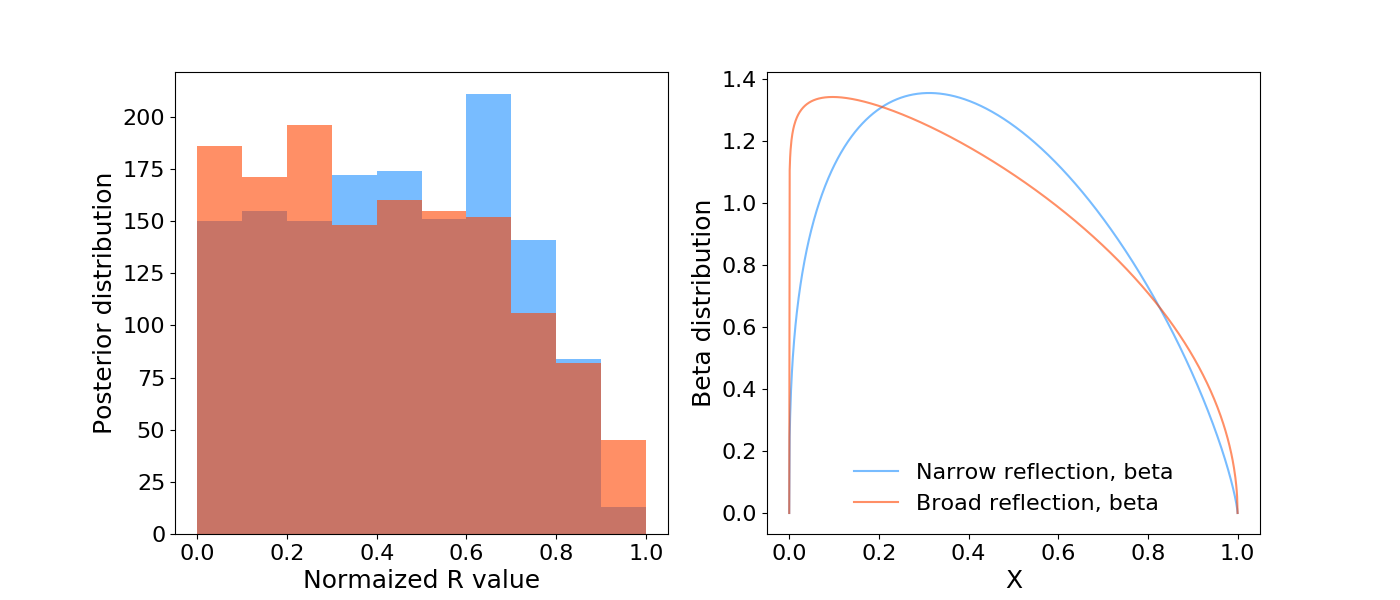 Posterior distribution
200
175
150
125
100
75
50
25
0
0.0 0.2 0.4 0.6 0.8 1.0
Normaized R value
Beta distribution
1.4
1.2
1.0
0.8
0.6
0.4
0.2
0.0
Narrow reflection, beta
Broad reflection, beta
0.0 0.2 0.4 0.6 0.8 1.0
X